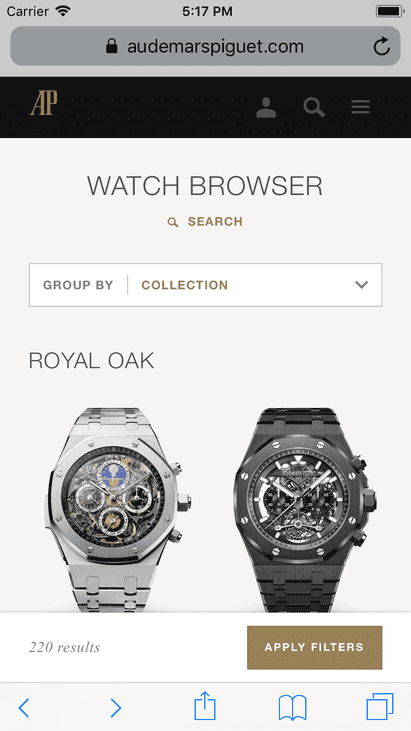 Carrier 5:17 PM
audemarspiguet.com
AP
WATCH BROWSER
SEARCH
GROUP BY COLLECTION
ROYAL OAK
220 results APPLY FILTERS